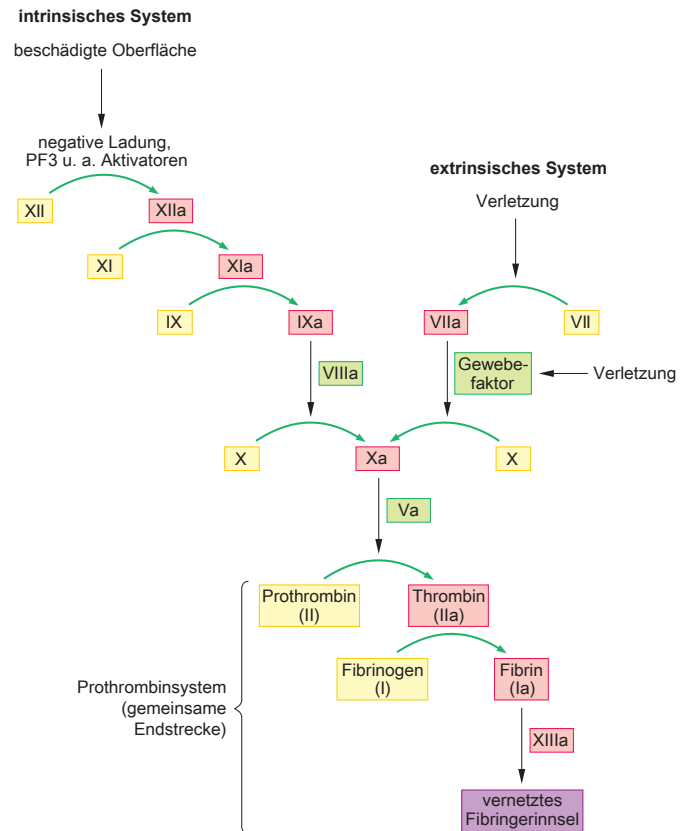 intrinsisches System
beschädigte Oberfläche
negative Ladung,
PF3 u. a. Aktivatoren
extrinsisches System
Verletzung
XII
XIIa
XI
XIa
IX
IXa
VIIa
VII
VIIIa
Gewebe-
faktor
Verletzung
X
Xa
X
Va
Prothrombin
(II)
Thrombin
(IIa)
Fibrinogen
(I)
Fibrin
(Ia)
Prothrombinsystem
(gemeinsame
Endstrecke)
XIIIa
vernetztes
Fibringerinnsel